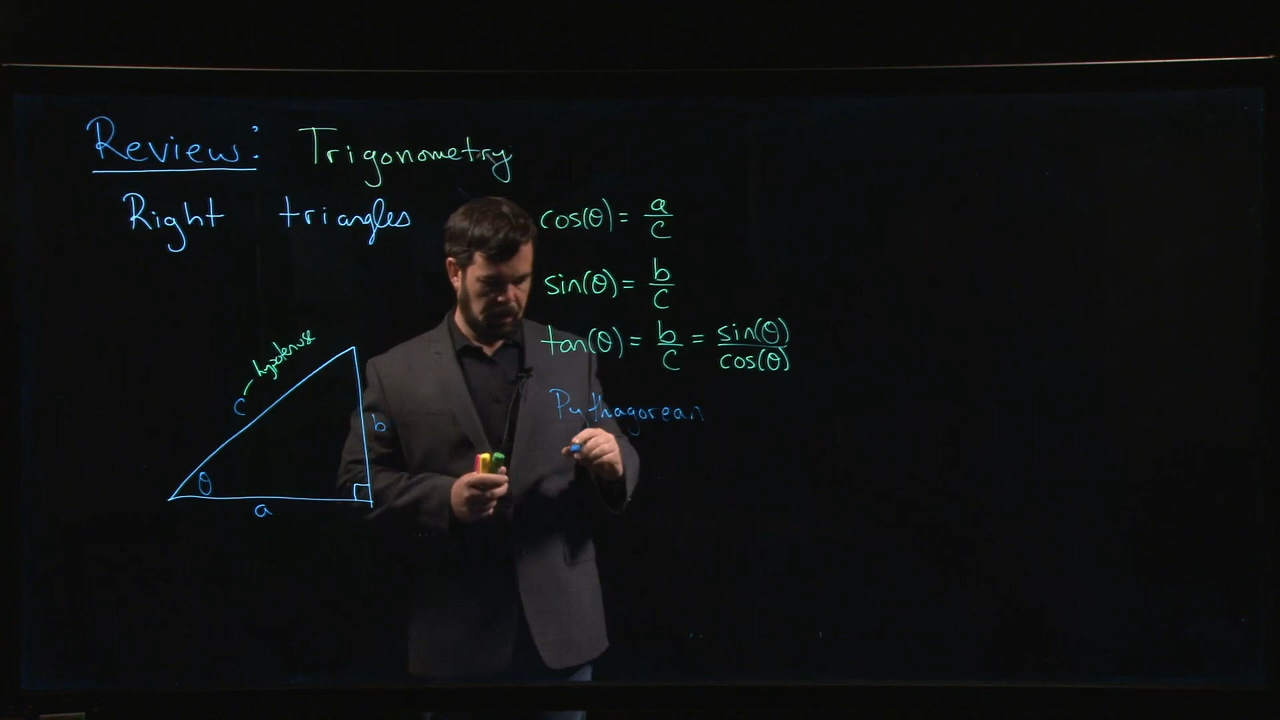 Review: Trigonometry
Right triangles
cos(θ) = a/c
sin(θ) = b/c
tan(θ) = b/c = sin(θ)/cos(θ)
Pythagorean
hypotenuse
c
b
θ
a